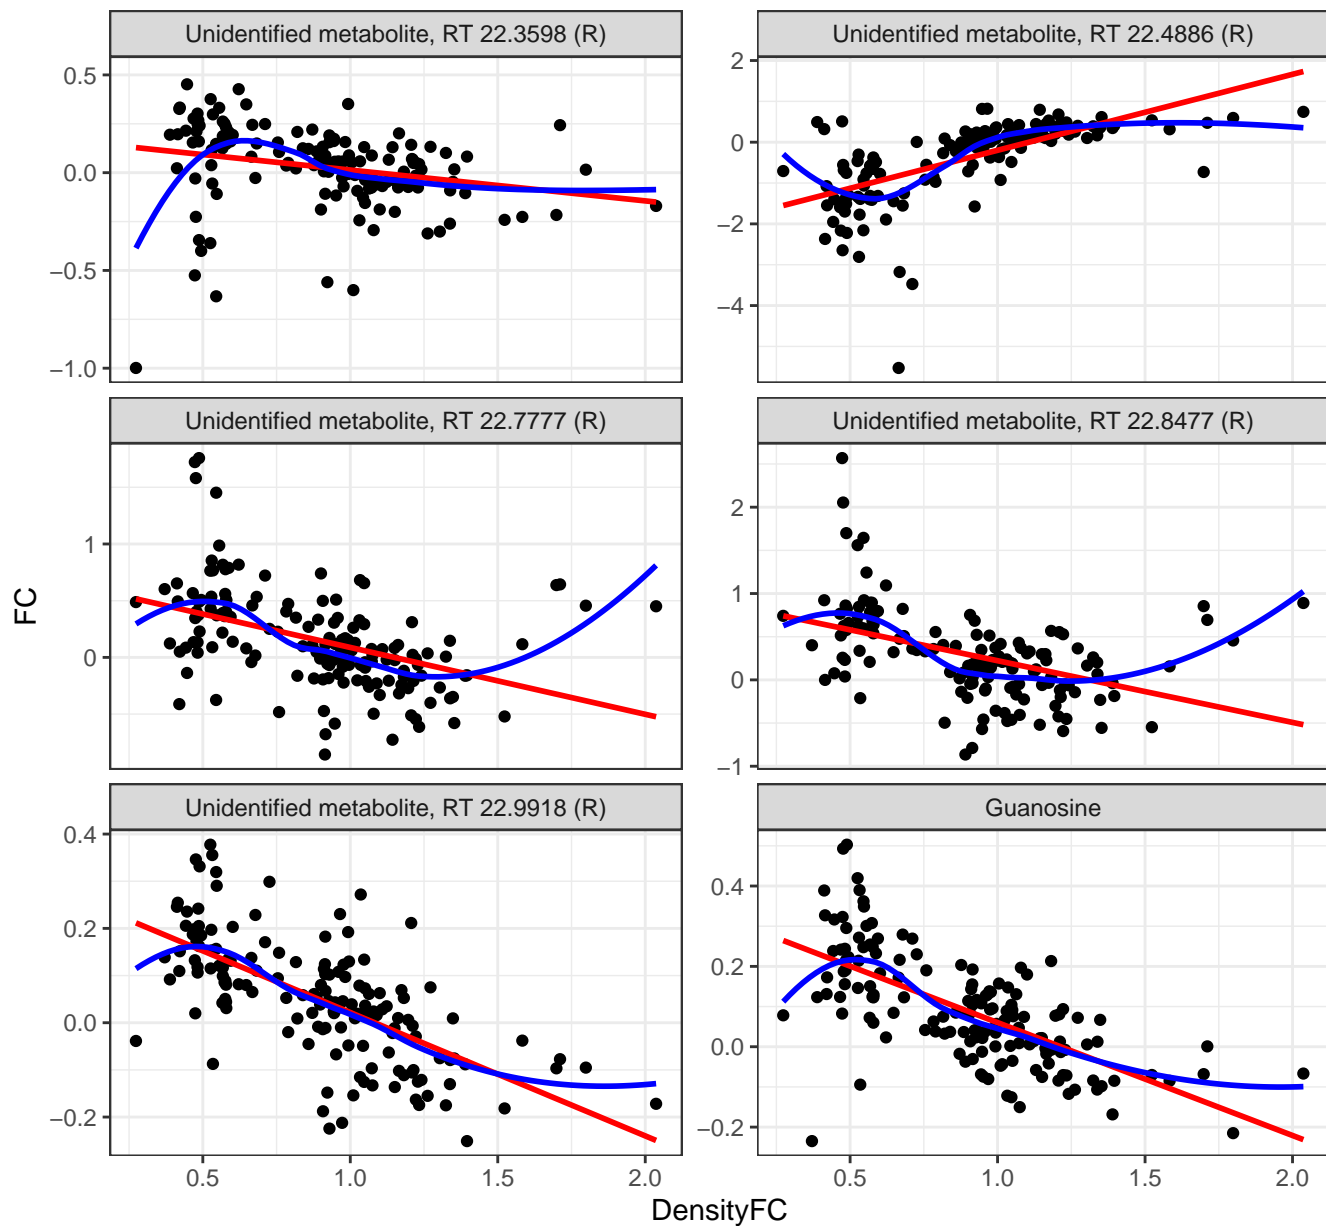 Unidentified metabolite, RT 22.3598 (R)
Unidentified metabolite, RT 22.4886 (R)
0.5
0.0
−0.5
−1.0
2
0
−2
−4
Unidentified metabolite, RT 22.7777 (R)
Unidentified metabolite, RT 22.8477 (R)
1
0
2
1
0
−1
Unidentified metabolite, RT 22.9918 (R)
Guanosine
0.4
0.2
0.0
−0.2
0.4
0.2
0.0
−0.2
0.5 1.0 1.5 2.0
0.5 1.0 1.5 2.0
FC
DensityFC